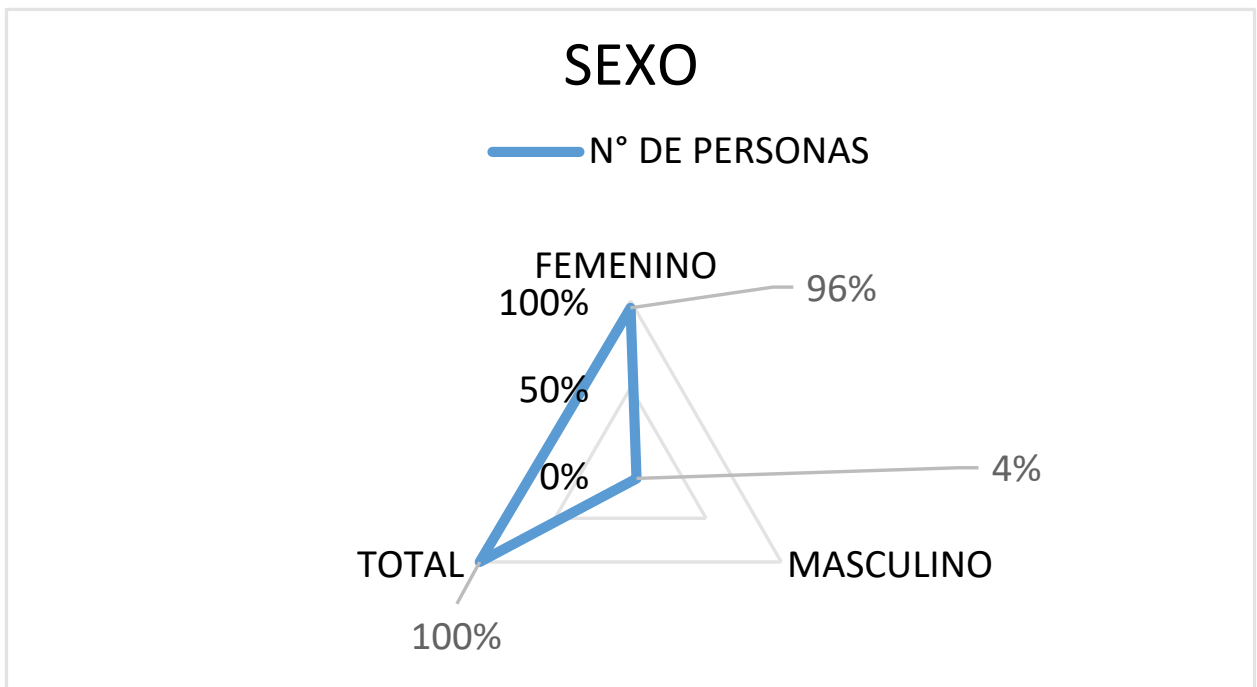 SEXO
N° DE PERSONAS
FEMENINO
96%
100%
50%
0%
4%
TOTAL
MASCULINO
100%